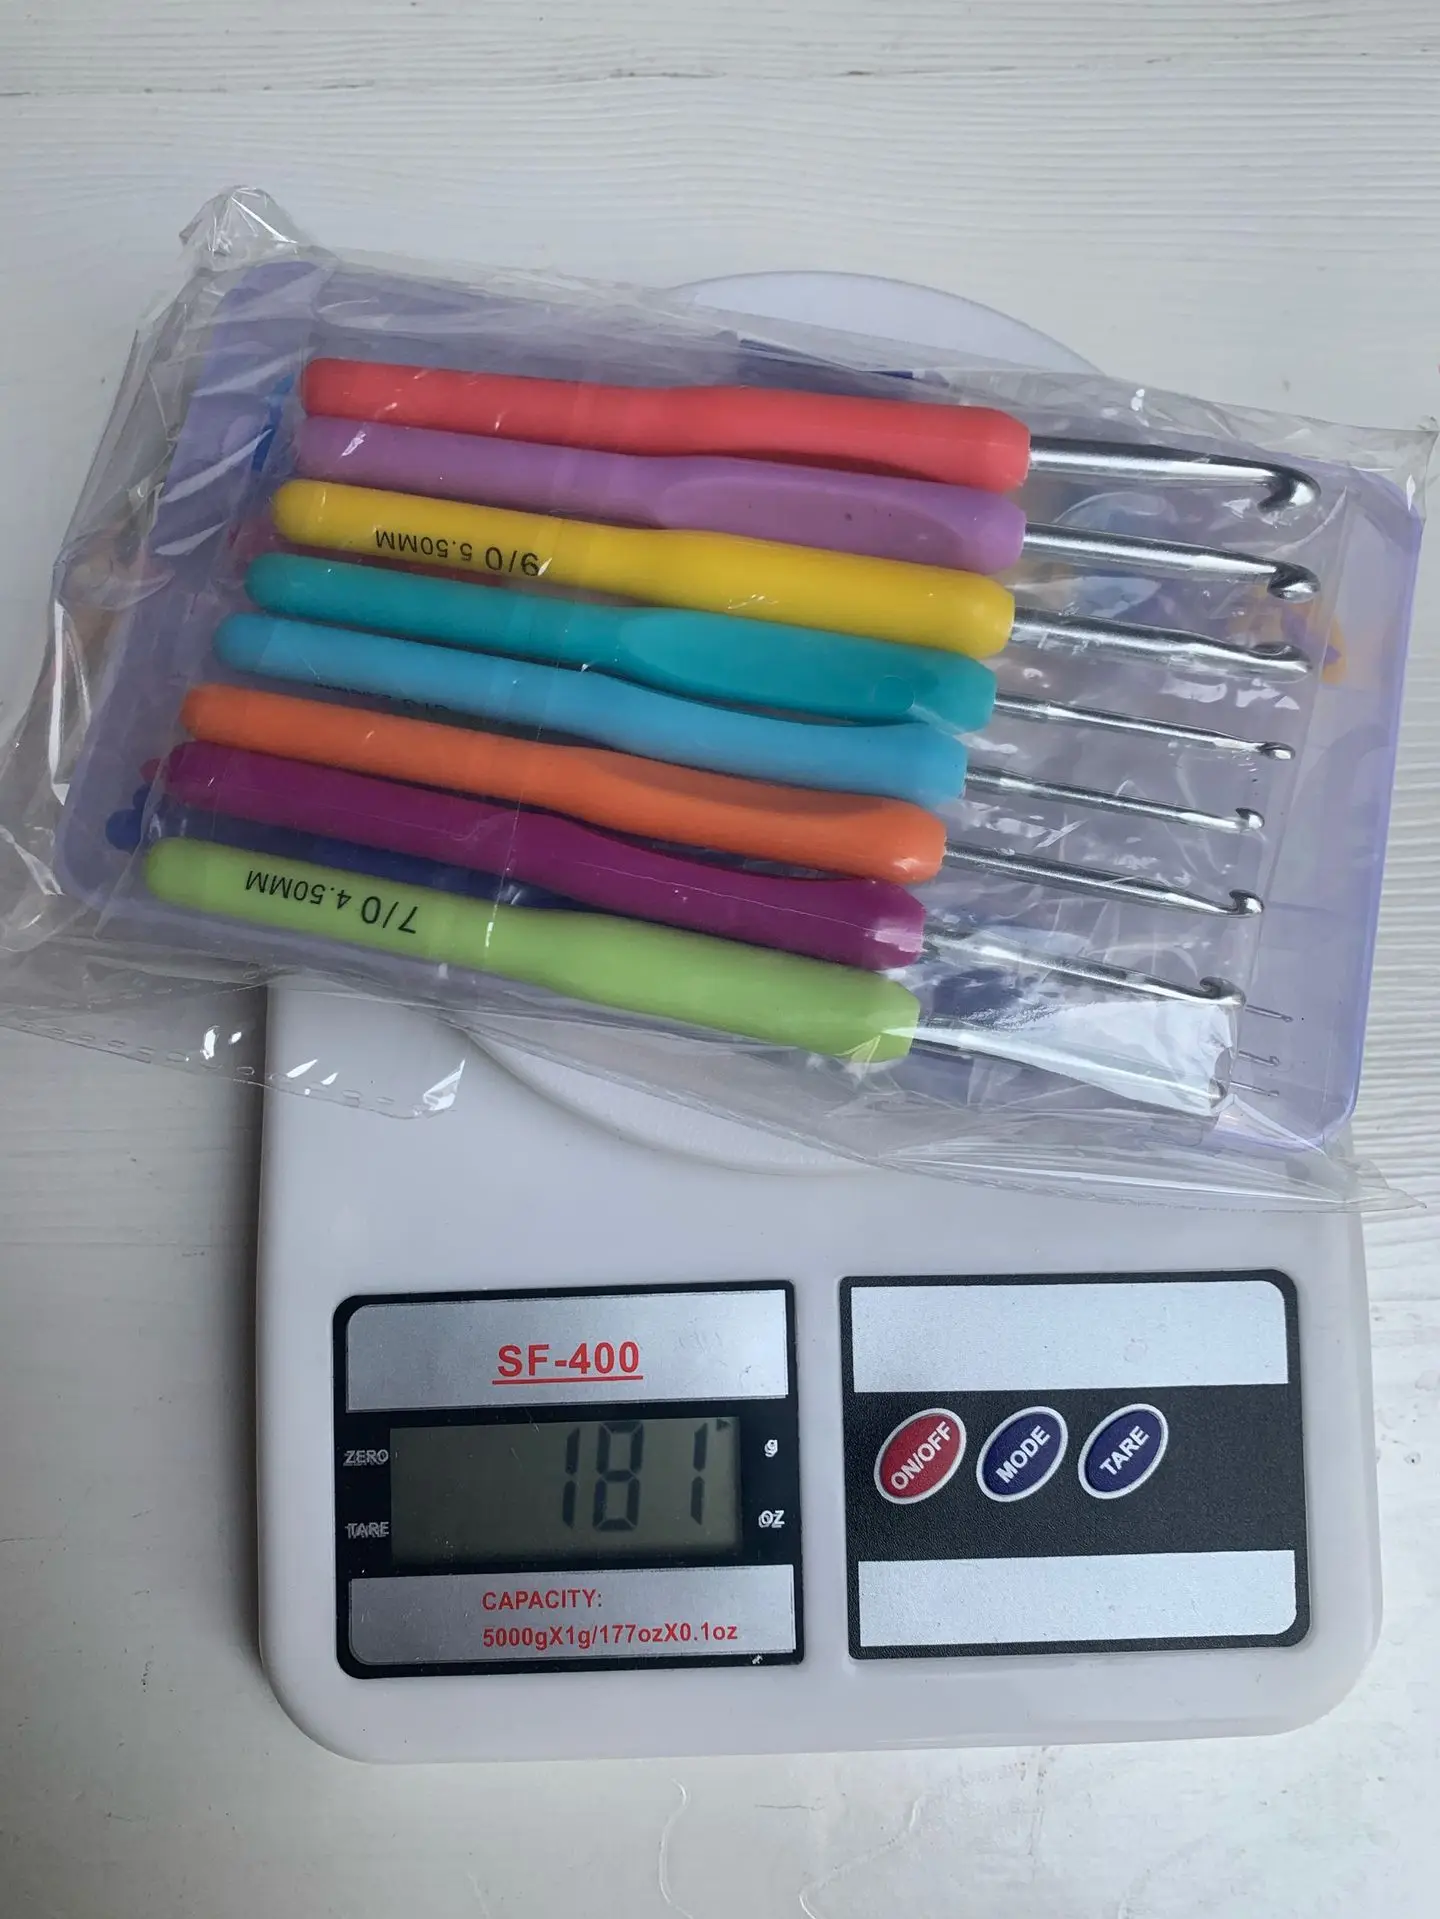 9/0 5.50MM
7/0 4.50MM
SF-400
ZERO
181
g
TARE
OZ
CAPACITY:
5000gX1g/177ozX0.1oz
ON/OFF
MODE
TARE